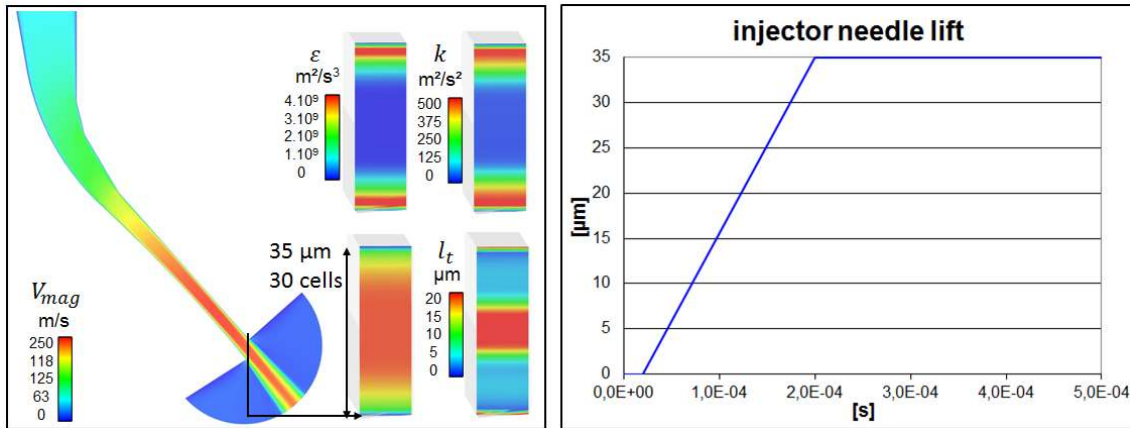 ε
m²/s³
4.10⁹
3.10⁹
2.10⁹
1.10⁹
0
k
m²/s²
500
375
250
125
0
35 µm
30 cells
l_t
µm
20
15
10
5
0
V_mag
m/s
250
118
125
63
0
injector needle lift
[µm]
35
30
25
20
15
10
5
0
0,0E+00 1,0E-04 2,0E-04 3,0E-04 4,0E-04 5,0E-04
[s]